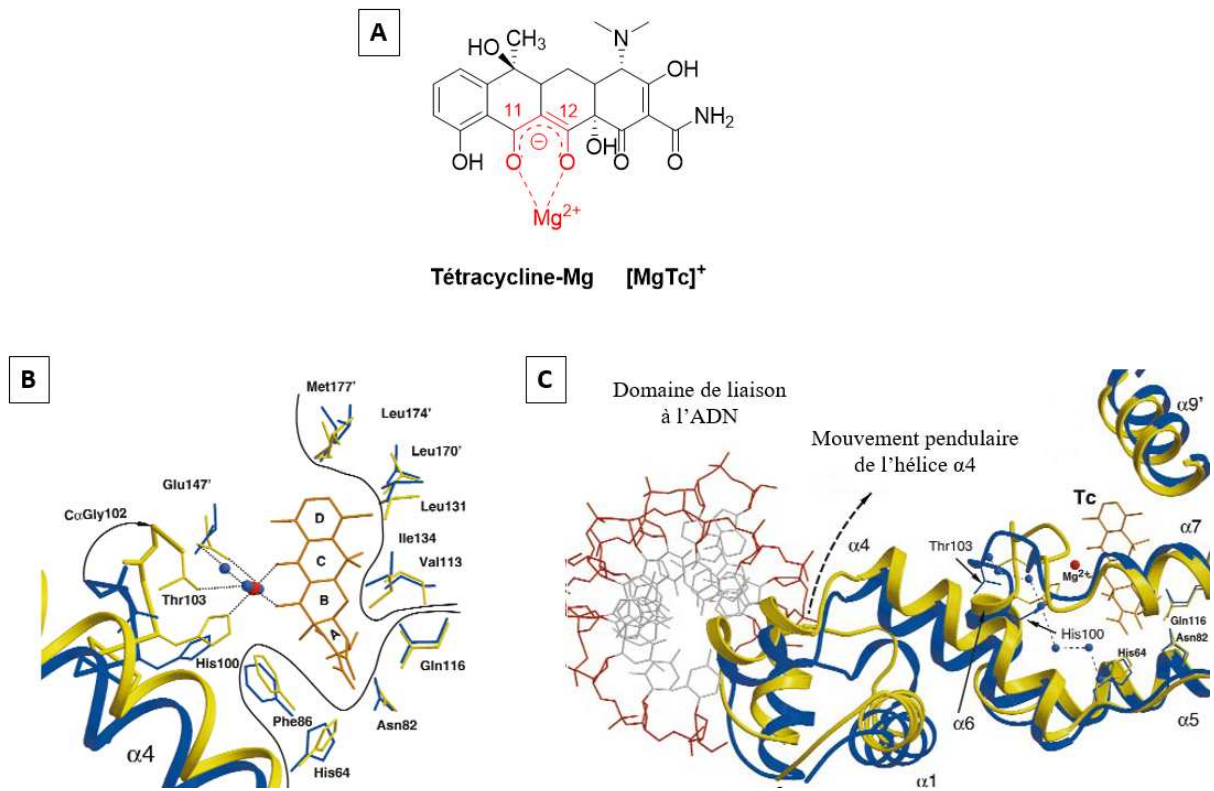 A
HO
CH3
N
OH
11
12
NH2
OH
O
O
OH
O
O
Mg2+
Tétracycline-Mg [MgTc]+
B
Met177'
Leu174'
Leu170'
Glu147'
CαGly102
Leu131
D
Ile134
C
Val113
Thr103
B
A
His100
Gln116
Phe86
Asn82
α4
His64
C
Domaine de liaison
à l'ADN
Mouvement pendulaire
de l'hélice α4
α9'
Tc
α4
α7
Thr103
Mg2+
Gln116
Asn82
His100
His64
α6
α5
α1